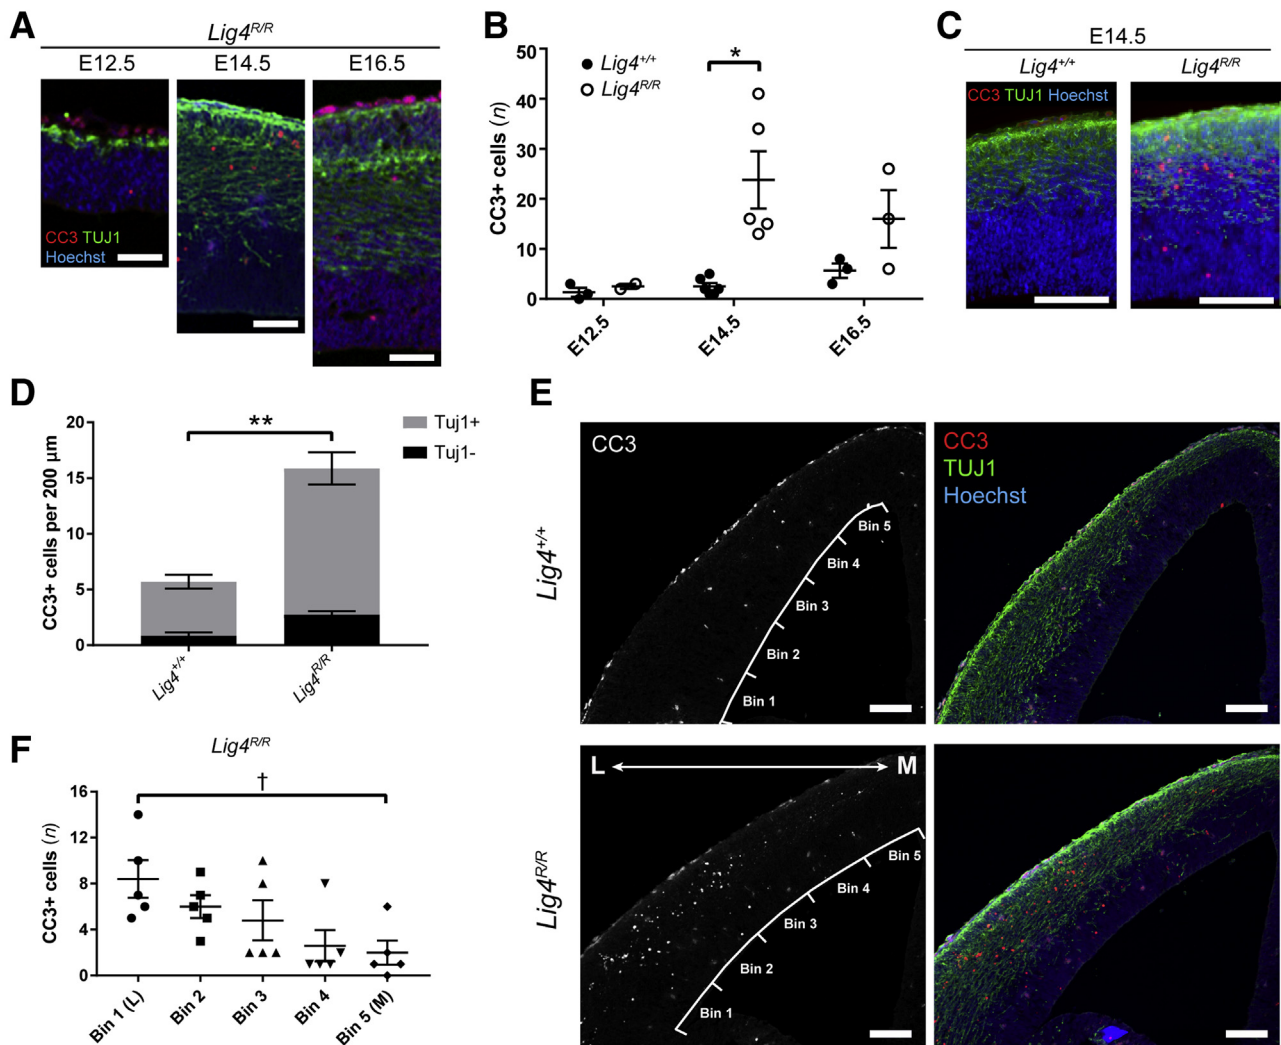 A
Lig4R/R
E12.5 E14.5 E16.5
CC3 TUJ1
Hoechst
B
CC3+ cells (n)
50
40
30
20
10
0
Lig4+/+
Lig4R/R
*
E12.5 E14.5 E16.5
C
E14.5
Lig4+/+ Lig4R/R
CC3 TUJ1 Hoechst
D
CC3+ cells per 200 µm
20
15
10
5
0
**
Tuj1+
Tuj1-
Lig4+/+ Lig4R/R
E
Lig4+/+
CC3
Bin 5
Bin 4
Bin 3
Bin 2
Bin 1
CC3
TUJ1
Hoechst
Lig4R/R
L M
Bin 5
Bin 4
Bin 3
Bin 2
Bin 1
F
Lig4R/R
CC3+ cells (n)
16
12
8
4
0
†
Bin 1 (L) Bin 2 Bin 3 Bin 4 Bin 5 (M)